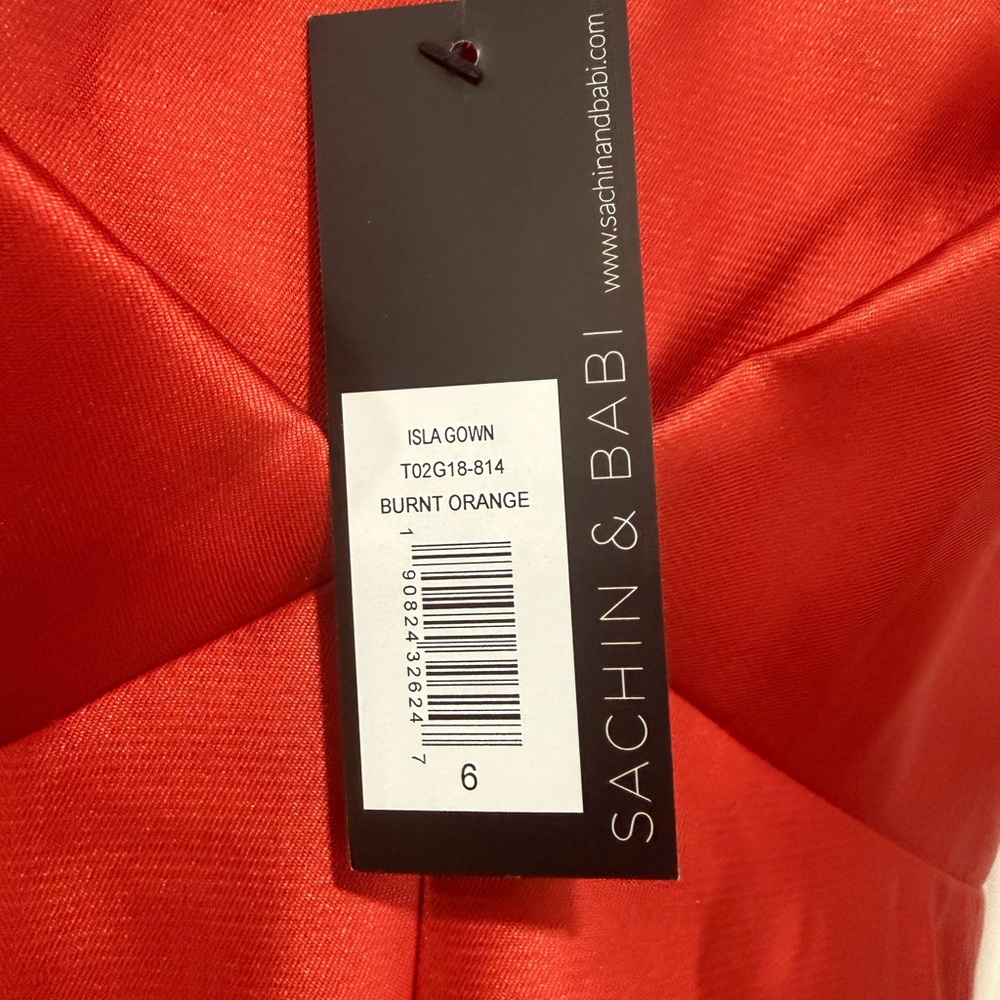 ISLA GOWN
T02G18-814
BURNT ORANGE
1 90824 32624 7
6
SACHIN & BABI www.sachinandbabi.com